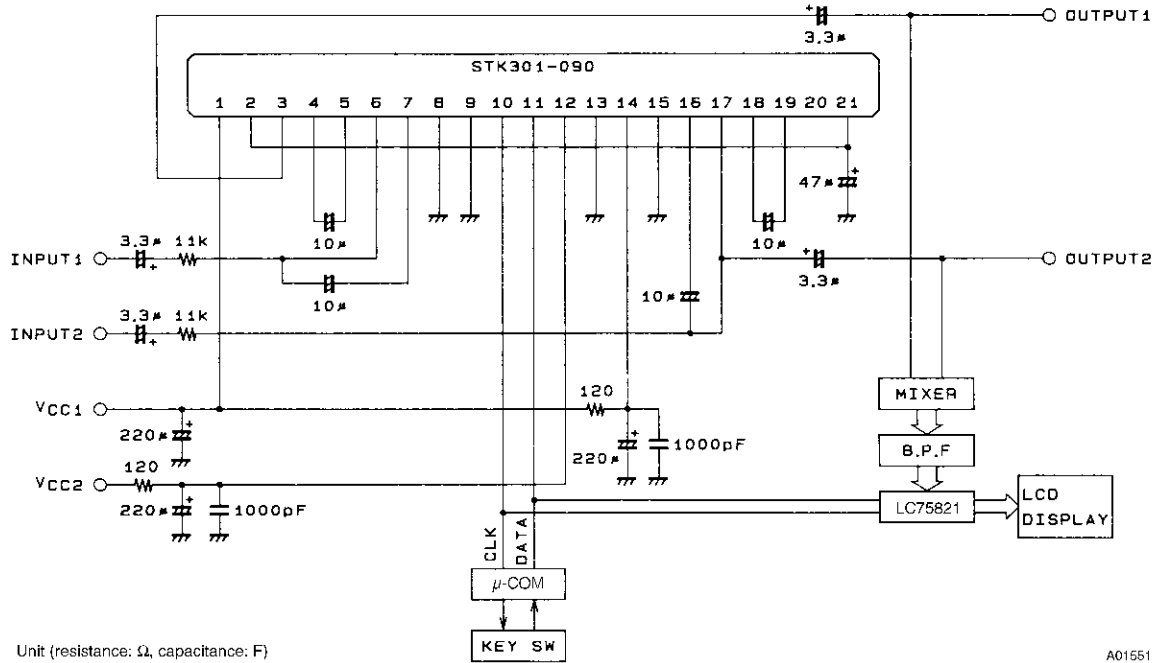 OUTPUT1
3.3μ
STK301-090
1 2 3 4 5 6 7 8 9 10 11 12 13 14 15 16 17 18 19 20 21
47μ
10μ
10μ
3.3μ 11k
INPUT1
OUTPUT2
3.3μ
10μ
10μ
3.3μ 11k
INPUT2
120
MIXER
VCC1
220μ
220μ
1000pF
B.P.F
120
VCC2
220μ
1000pF
LC75821
LCD
DISPLAY
CLK
DATA
μ-COM
KEY SW
Unit (resistance: Ω, capacitance: F)
A01551